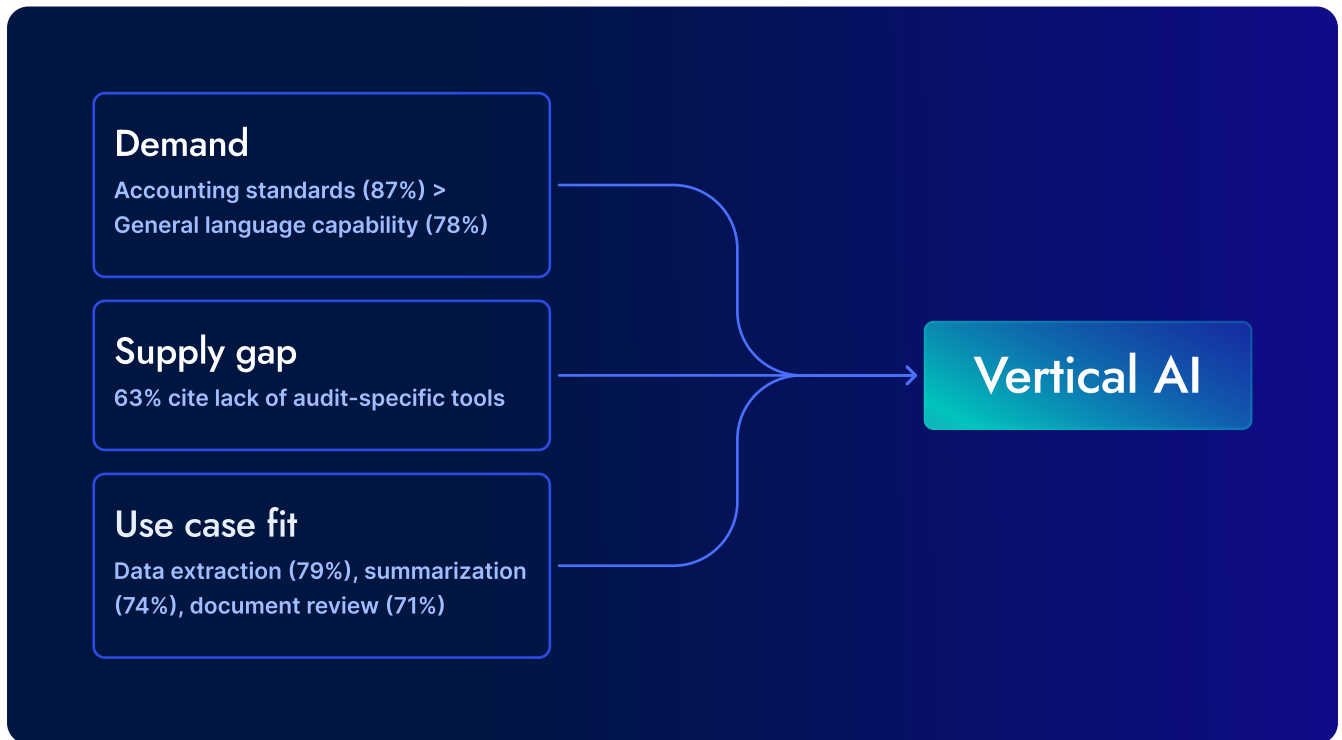 Demand
Accounting standards (87%) >
General language capability (78%)
Supply gap
63% cite lack of audit-specific tools
Use case fit
Data extraction (79%), summarization
(74%), document review (71%)
Vertical AI